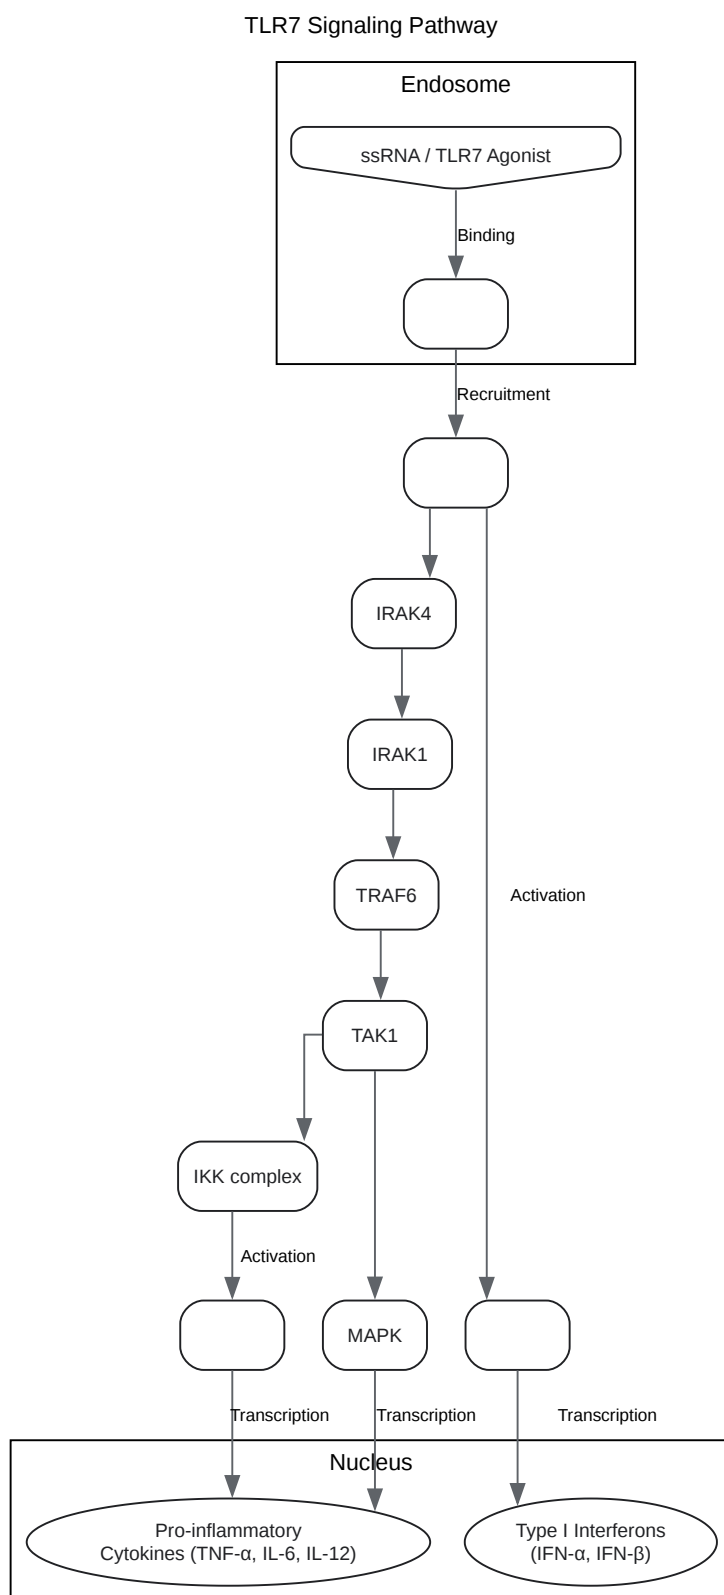 TLR7 Signaling Pathway
Endosome
ssRNA / TLR7 Agonist
Binding
Recruitment
IRAK4
IRAK1
TRAF6
Activation
TAK1
IKK complex
Activation
MAPK
Transcription
Transcription
Transcription
Nucleus
Pro-inflammatory
Cytokines (TNF-α, IL-6, IL-12)
Type I Interferons
(IFN-α, IFN-β)